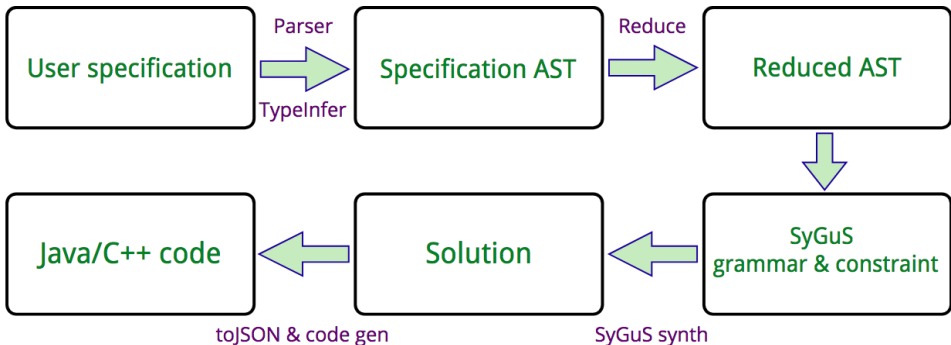 Parser
Reduce
User specification
Specification AST
Reduced AST
TypeInfer
Java/C++ code
Solution
SyGuS
grammar & constraint
toJSON & code gen
SyGuS synth